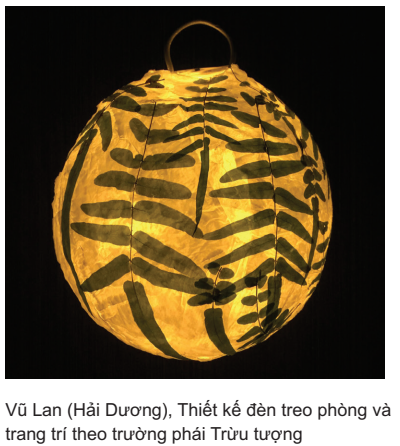 Vũ Lan (Hải Dương), Thiết kế đèn treo phòng và
trang trí theo trường phái Trừu tượng